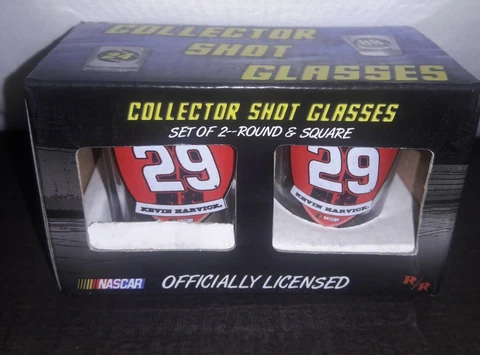 COLLECTOR
SHOT
GLASSES
24
COLLECTOR SHOT GLASSES
SET OF 2--ROUND & SQUARE
29
KEVIN HARVICK.
29
KEVIN HARVICK.
NASCAR
OFFICIALLY LICENSED
R/R